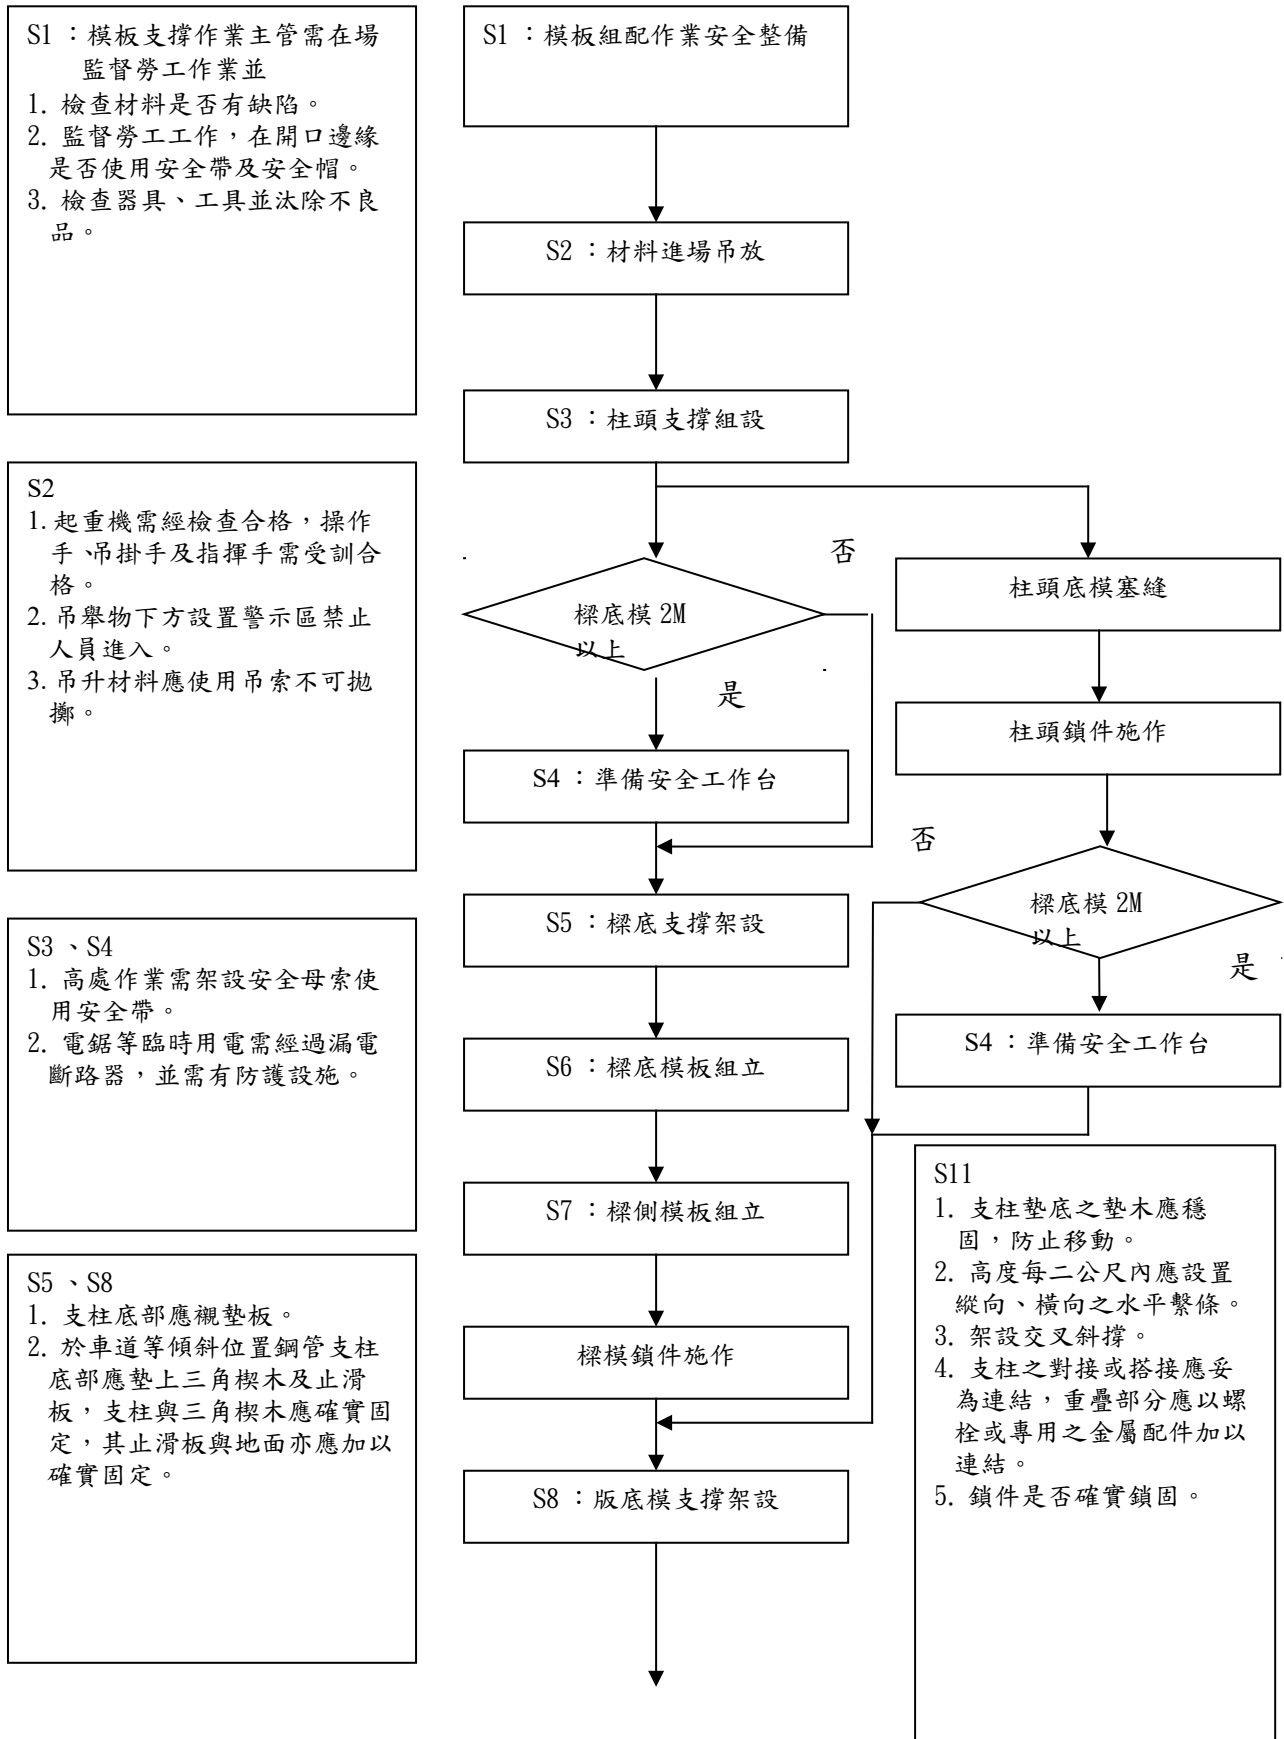 S1：模板支撐作業主管需在場
監督勞工作業並
1. 檢查材料是否有缺陷。
2. 監督勞工工作，在開口邊緣
是否使用安全帶及安全帽。
3. 檢查器具、工具並汰除不良
品。
S2
1. 起重機需經檢查合格，操作
手、吊掛手及指揮手需受訓合
格。
2. 吊舉物下方設置警示區禁止
人員進入。
3. 吊升材料應使用吊索不可拋
擲。
S3、S4
1. 高處作業需架設安全母索使
用安全帶。
2. 電鋸等臨時用電需經過漏電
斷路器，並需有防護設施。
S5、S8
1. 支柱底部應襯墊板。
2. 於車道等傾斜位置鋼管支柱
底部應墊上三角楔木及止滑
板，支柱與三角楔木應確實固
定，其止滑板與地面亦應加以
確實固定。
S1：模板組配作業安全整備
S2：材料進場吊放
S3：柱頭支撐組設
樑底模 2M
以上
否
是
S4：準備安全工作台
S5：樑底支撐架設
S6：樑底模板組立
S7：樑側模板組立
樑模鎖件施作
S8：版底模支撐架設
柱頭底模塞縫
柱頭鎖件施作
否
樑底模 2M
以上
是
S4：準備安全工作台
S11
1. 支柱墊底之墊木應穩
固，防止移動。
2. 高度每二公尺內應設置
縱向、橫向之水平繫條。
3. 架設交叉斜撐。
4. 支柱之對接或搭接應妥
為連結，重疊部分應以螺
栓或專用之金屬配件加以
連結。
5. 鎖件是否確實鎖固。